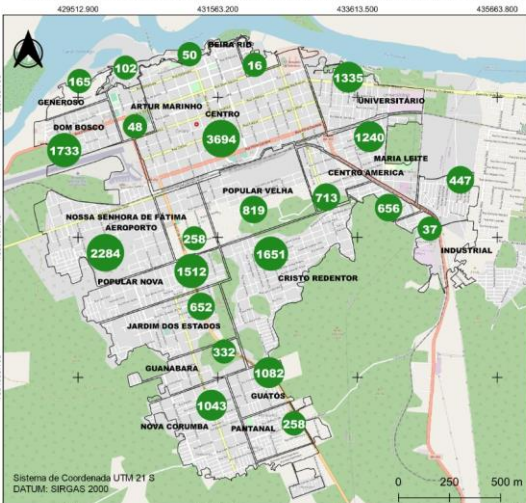 429512.900 431563.200 433613.500 435663.800
BEIRA RIO
50
16
102
165
1335
GENEROSO
ARTUR MARINHO
UNIVERSITÁRIO
CENTRO
DOM BOSCO
48
3694
1240
1733
MARIA LEITE
CENTRO AMERICA
447
POPULAR VELHA
713
656
819
NOSSA SENHORA DE FÁTIMA
AEROPORTO
37
258
2284
1651
INDUSTRIAL
1512
CRISTO REDENTOR
POPULAR NOVA
652
JARDIM DOS ESTADOS
332
GUANABARA
1082
GUATÓS
1043
NOVA CORUMBA
PANTANAL
258
Sistema de Coordenada UTM 21 S
DATUM: SIRGAS 2000
0 250 500 m